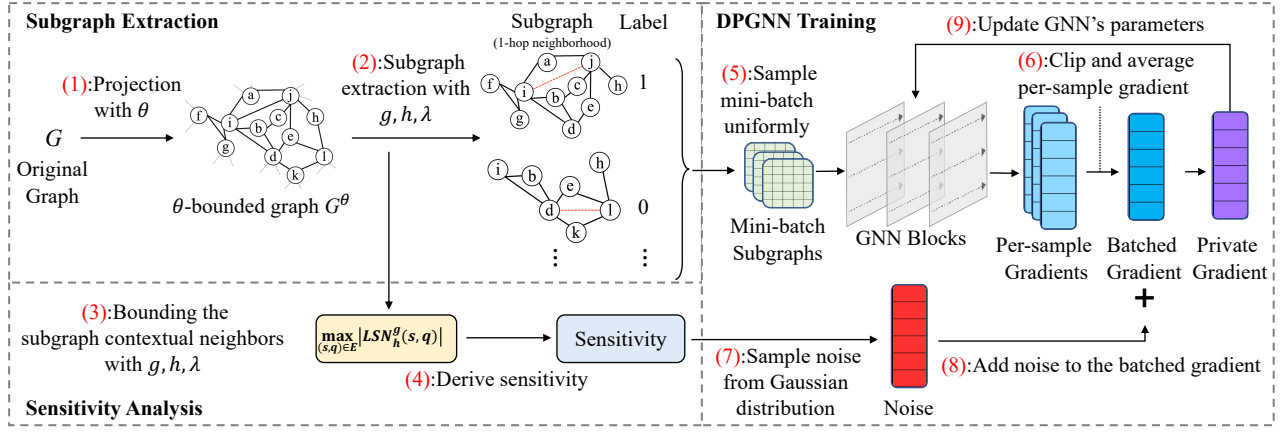 Subgraph Extraction
(1):Projection
with θ
G
Original
Graph
a
f
i
j
b
c
h
g
e
d
l
k
θ-bounded graph G^θ
(2):Subgraph
extraction with
g, h, λ
Subgraph
(1-hop neighborhood)
Label
a
j
f
i
b
c
h
e
g
d
1
i
b
h
e
d
l
k
0
⋮
⋮
DPGNN Training
(5):Sample
mini-batch
uniformly
Mini-batch
Subgraphs
GNN Blocks
(9):Update GNN's parameters
(6):Clip and average
per-sample gradient
Per-sample
Gradients
Batched
Gradient
Private
Gradient
+
(3):Bounding the
subgraph contextual neighbors
with g, h, λ
max |LSN_h^g(s, q)|
(s,q)∈E
(4):Derive sensitivity
Sensitivity
Sensitivity Analysis
(7):Sample noise
from Gaussian
distribution
Noise
(8):Add noise to the batched gradient